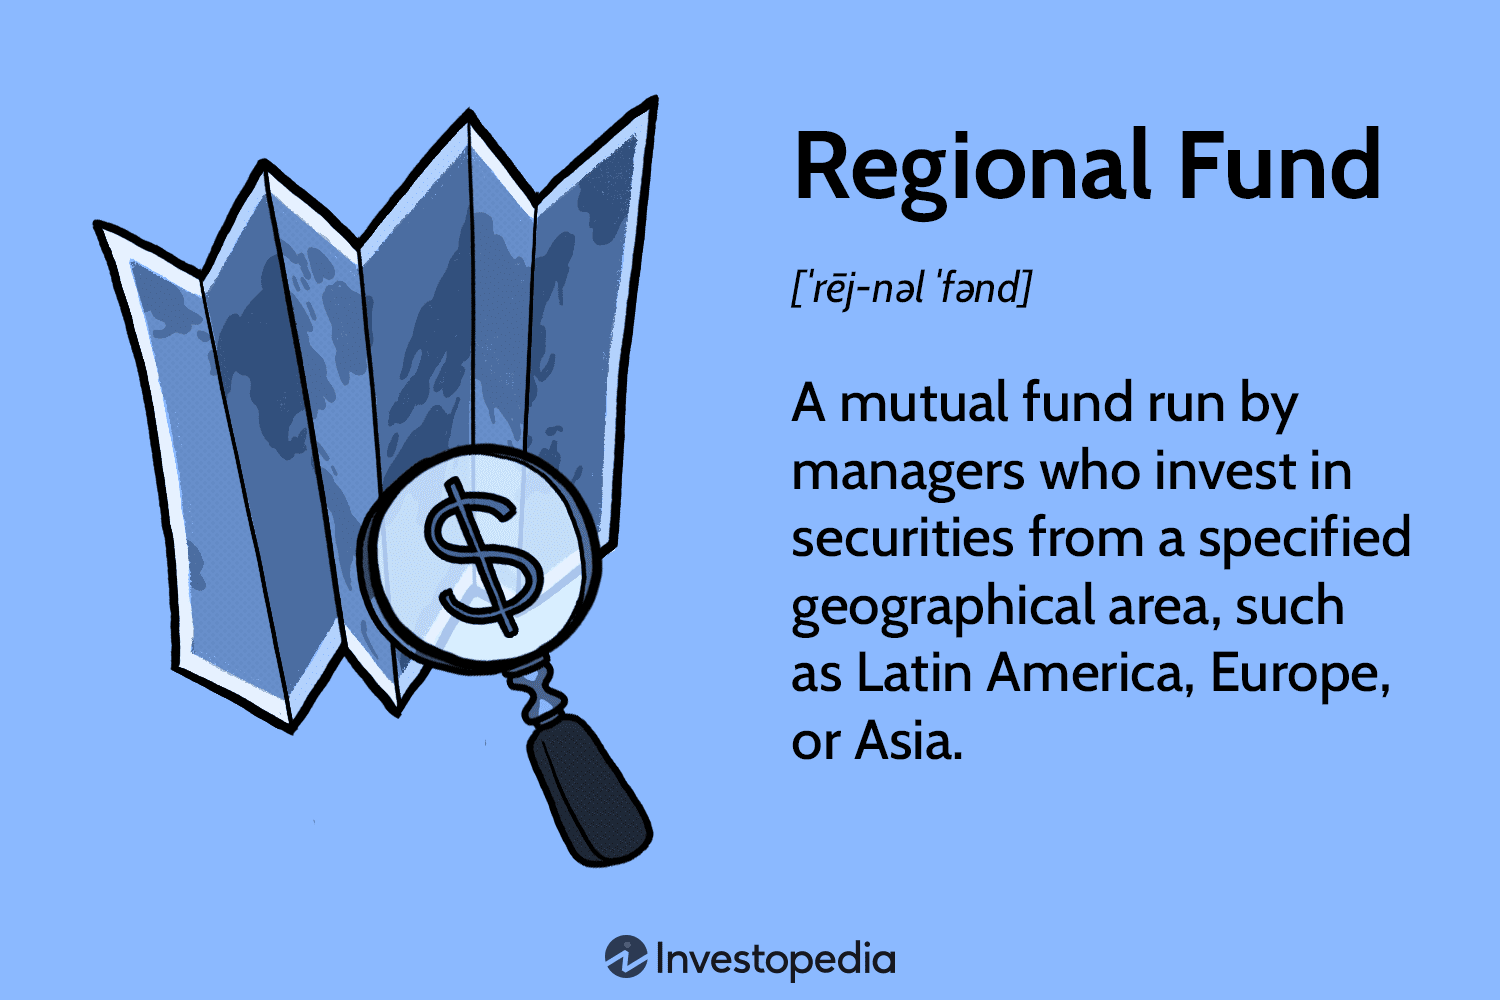 Regional Fund
[ˈrēj-nəl ˈfənd]
A mutual fund run by
managers who invest in
securities from a specified
geographical area, such
as Latin America, Europe,
or Asia.
$
Investopedia